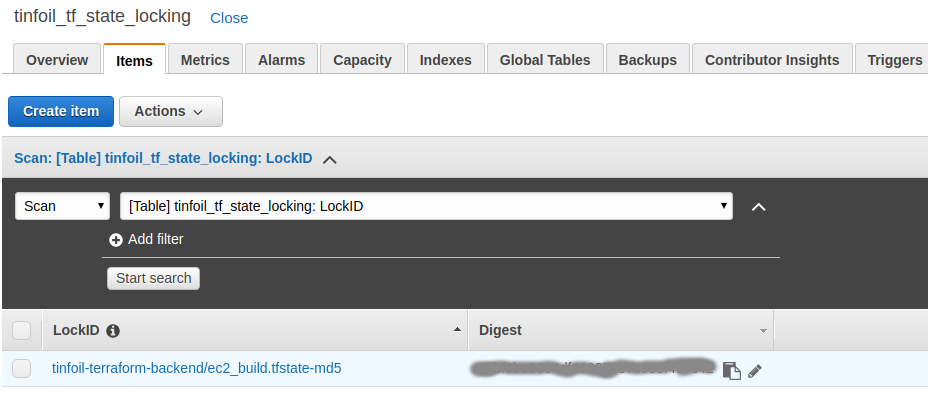 tinfoil_tf_state_locking Close
Overview Items Metrics Alarms Capacity Indexes Global Tables Backups Contributor Insights Triggers
Create item Actions
Scan: [Table] tinfoil_tf_state_locking: LockID
Scan [Table] tinfoil_tf_state_locking: LockID
Add filter
Start search
LockID Digest
tinfoil-terraform-backend/ec2_build.tfstate-md5